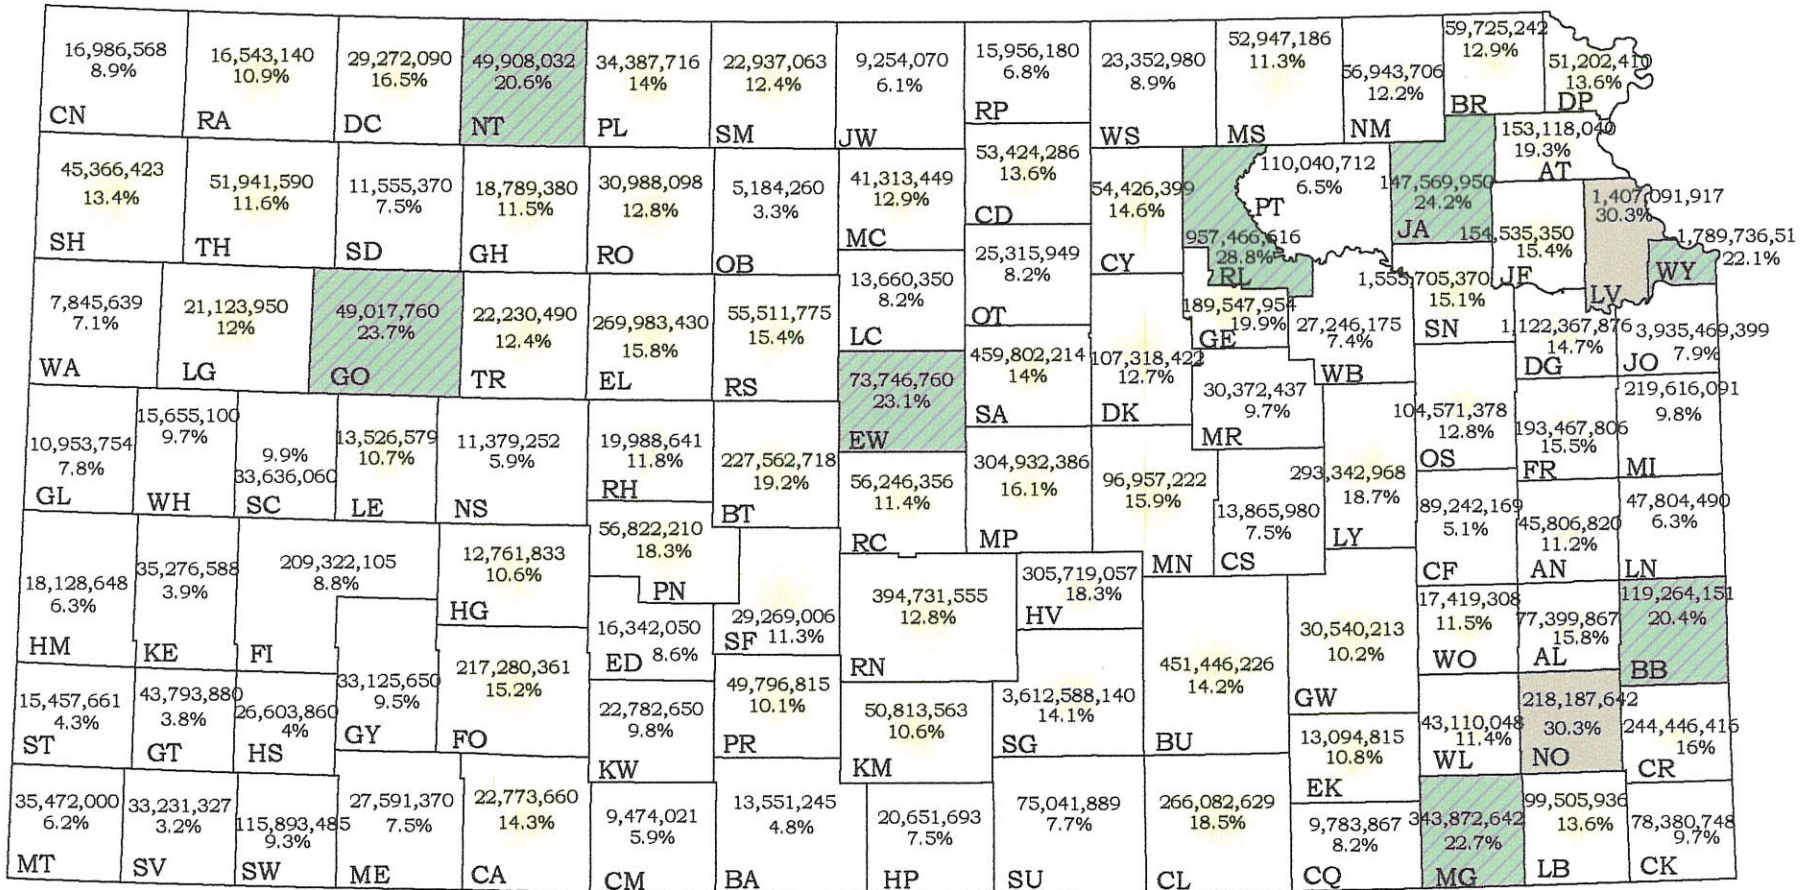 16,986,568
8.9%
CN
16,543,140
10.9%
RA
29,272,090
16.5%
DC
49,908,032
20.6%
NT
34,387,716
14%
PL
22,937,063
12.4%
SM
9,254,070
6.1%
JW
15,956,180
6.8%
RP
23,352,980
8.9%
WS
52,947,186
11.3%
MS
56,943,706
12.2%
NM
59,725,242
12.9%
BR
51,202,410
13.6%
DP
153,118,040
19.3%
AT
45,366,423
13.4%
SH
51,941,590
11.6%
TH
11,555,370
7.5%
SD
18,789,380
11.5%
GH
30,988,098
12.8%
RO
5,184,260
3.3%
OB
41,313,449
12.9%
MC
53,424,286
13.6%
CD
54,426,399
14.6%
CY
957,466,616
28.8%
RL
110,040,712
6.5%
PT
147,569,950
24.2%
JA
154,535,350
15.4%
JF
1,407,091,917
30.3%
LV
1,789,736,51
22.1%
WY
7,845,639
7.1%
WA
21,123,950
12%
LG
49,017,760
23.7%
GO
22,230,490
12.4%
TR
269,983,430
15.8%
EL
55,511,775
15.4%
RS
13,660,350
8.2%
LC
25,315,949
8.2%
OT
73,746,760
23.1%
EW
459,802,214
14%
SA
107,318,422
12.7%
DK
189,547,954
19.9%
GE
27,246,175
7.4%
WB
1,555,705,370
15.1%
SN
1,122,367,876
14.7%
DG
3,935,469,399
7.9%
JO
30,372,437
9.7%
MR
10,953,754
7.8%
GL
15,655,100
9.7%
WH
9.9%
33,636,060
SC
13,526,579
10.7%
LE
11,379,252
5.9%
NS
19,988,641
11.8%
RH
227,562,718
19.2%
BT
56,246,356
11.4%
RC
304,932,386
16.1%
MP
96,957,222
15.9%
MN
13,865,980
7.5%
CS
293,342,968
18.7%
LY
104,571,378
12.8%
OS
193,467,806
15.5%
FR
219,616,091
9.8%
MI
89,242,169
5.1%
CF
45,806,820
11.2%
AN
47,804,490
6.3%
LN
18,128,648
6.3%
HM
35,276,588
3.9%
KE
209,322,105
8.8%
FI
12,761,833
10.6%
HG
56,822,210
18.3%
PN
16,342,050
8.6%
ED
29,269,006
11.3%
SF
394,731,555
12.8%
RN
305,719,057
18.3%
HV
451,446,226
14.2%
BU
30,540,213
10.2%
GW
17,419,308
11.5%
WO
77,399,867
15.8%
AL
119,264,151
20.4%
BB
15,457,661
4.3%
ST
43,793,880
3.8%
GT
26,603,860
4%
HS
33,125,650
9.5%
GY
217,280,361
15.2%
FO
22,782,650
9.8%
KW
49,796,815
10.1%
PR
50,813,563
10.6%
KM
3,612,588,140
14.1%
SG
13,094,815
10.8%
EK
43,110,048
11.4%
WL
218,187,642
30.3%
NO
244,446,416
16%
CR
35,472,000
6.2%
MT
33,231,327
3.2%
SV
115,893,485
9.3%
SW
27,591,370
7.5%
ME
22,773,660
14.3%
CA
9,474,021
5.9%
CM
13,551,245
4.8%
BA
20,651,693
7.5%
HP
75,041,889
7.7%
SU
266,082,629
18.5%
CL
9,783,867
8.2%
CQ
343,872,642
22.7%
MG
99,505,936
13.6%
LB
78,380,748
9.7%
CK